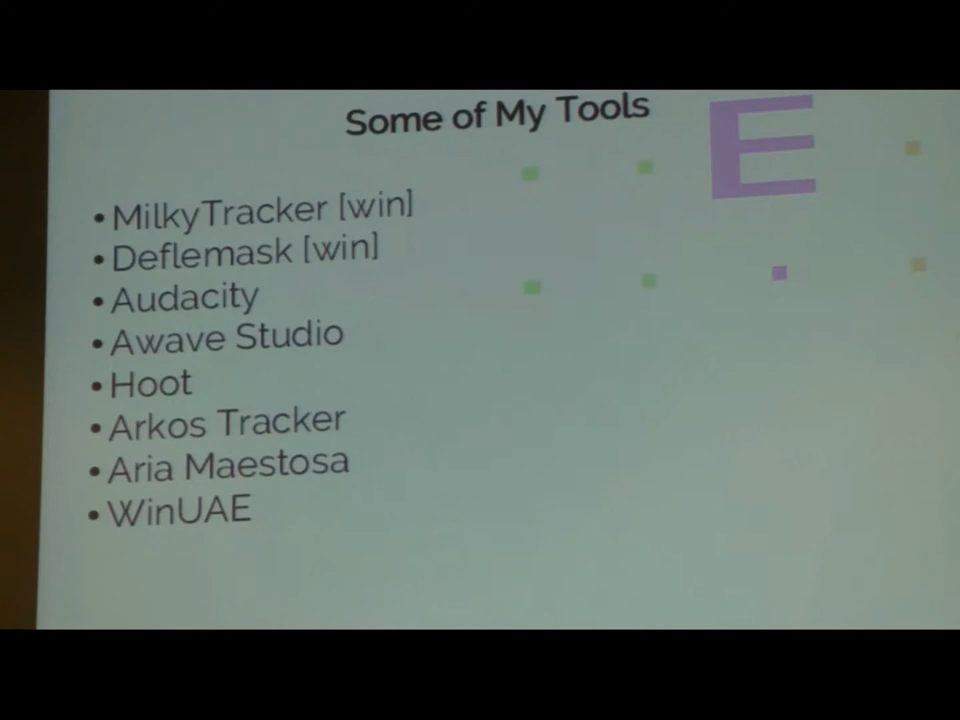 Some of My Tools
E
• MilkyTracker [win]
• Deflemask [win]
• Audacity
• Awave Studio
• Hoot
• Arkos Tracker
• Aria Maestosa
• WinUAE